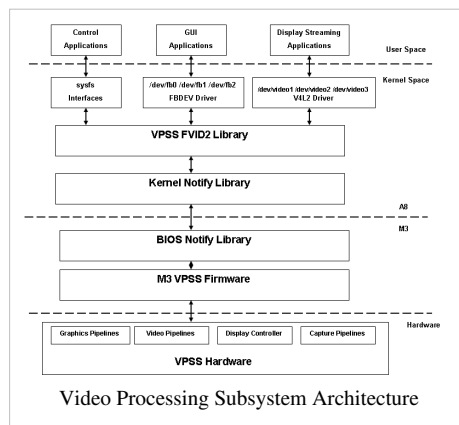 Control
Applications
GUI
Applications
Display Streaming
Applications
User Space
Kernel Space
sysfs
Interfaces
/dev/fb0 /dev/fb1 /dev/fb2
FBDEV Driver
/dev/video1 /dev/video2 /dev/video3
V4L2 Driver
VPSS FVID2 Library
Kernel Notify Library
A8
M3
BIOS Notify Library
M3 VPSS Firmware
Hardware
Graphics Pipelines
Video Pipelines
Display Controller
Capture Pipelines
VPSS Hardware
Video Processing Subsystem Architecture